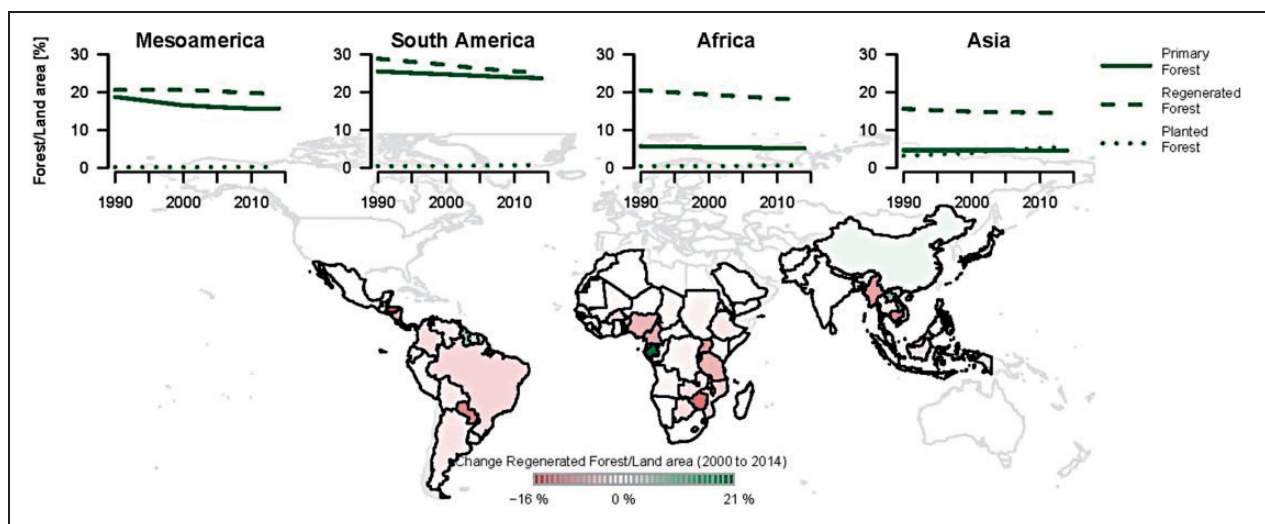 Mesoamerica
South America
Africa
Asia
Forest/Land area [%]
30
20
10
0
1990
2000
2010
30
20
10
0
1990
2000
2010
30
20
10
0
1990
2000
2010
30
20
10
0
1990
2000
2010
Primary
Forest
Regenerated
Forest
Planted
Forest
Change Regenerated Forest/Land area (2000 to 2014)
−16 %
0 %
21 %